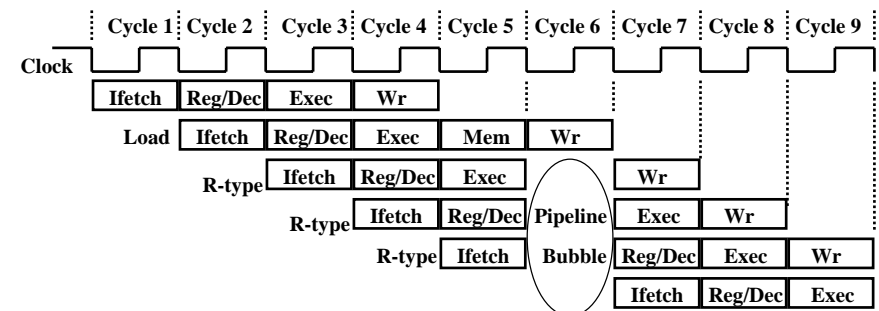 Cycle 1 Cycle 2 Cycle 3 Cycle 4 Cycle 5 Cycle 6 Cycle 7 Cycle 8 Cycle 9
Clock
Ifetch Reg/Dec Exec Wr
Load Ifetch Reg/Dec Exec Mem Wr
R-type Ifetch Reg/Dec Exec Wr
R-type Ifetch Reg/Dec Pipeline Exec Wr
R-type Ifetch Bubble Reg/Dec Exec Wr
Ifetch Reg/Dec Exec